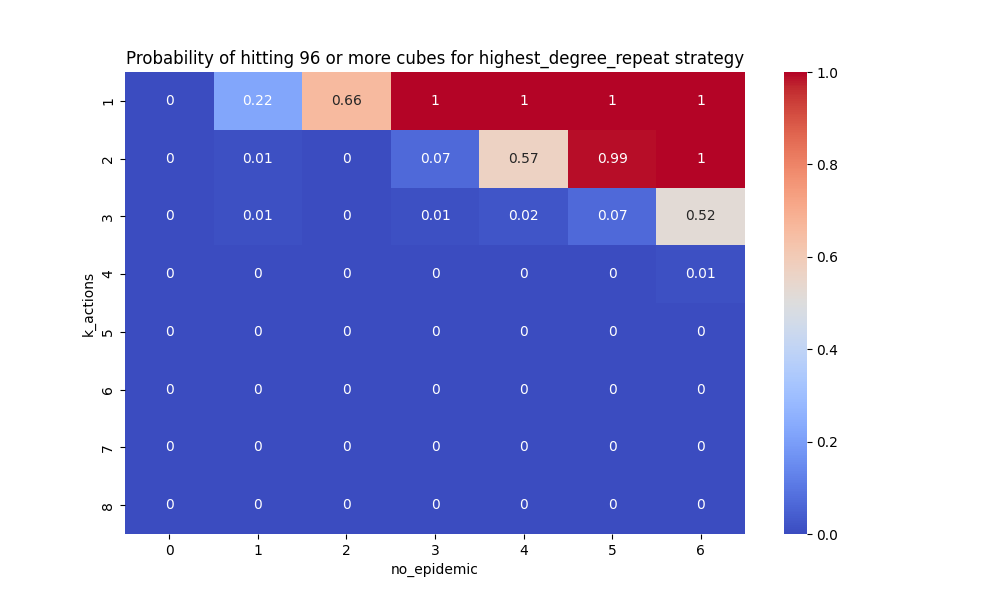 Probability of hitting 96 or more cubes for highest_degree_repeat strategy
1 0 0.22 0.66 1 1 1 1
2 0 0.01 0 0.07 0.57 0.99 1
3 0 0.01 0 0.01 0.02 0.07 0.52
4 0 0 0 0 0 0 0.01
5 0 0 0 0 0 0 0
6 0 0 0 0 0 0 0
7 0 0 0 0 0 0 0
8 0 0 0 0 0 0 0
0 1 2 3 4 5 6
no_epidemic
k_actions
1.0
0.8
0.6
0.4
0.2
0.0